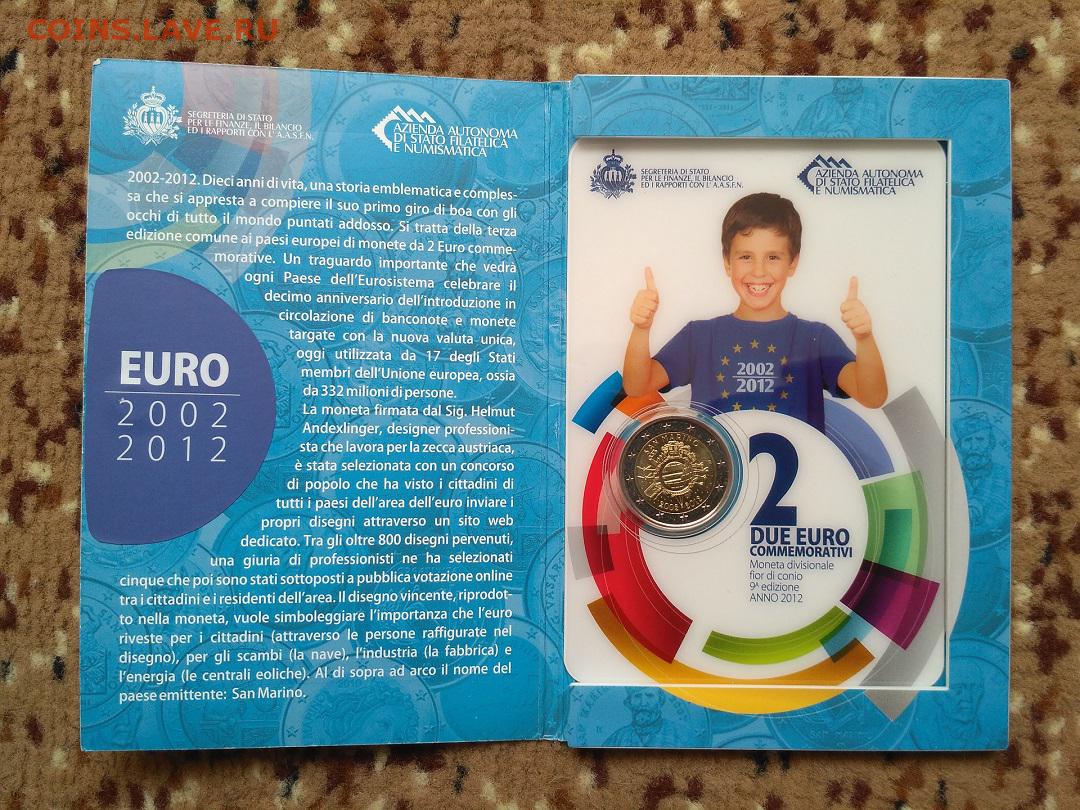 COINS.LAVE.RU
SEGRETERIA DI STATO
PER LE FINANZE, IL BILANCIO
ED I RAPPORTI CON L' A.A.S.F.N.
AZIENDA AUTONOMA
DI STATO FILATELICA
E NUMISMATICA
2002-2012. Dieci anni di vita, una storia emblematica e comples-
sa che si appresta a compiere il suo primo giro di boa con gli
occhi di tutto il mondo puntati addosso. Si tratta della terza
edizione comune ai paesi europei di monete da 2 Euro comme-
morative. Un traguardo importante che vedrà
ogni Paese dell'Eurosistema celebrare il
decimo anniversario dell'introduzione in
circolazione di banconote e monete
targate con la nuova valuta unica,
oggi utilizzata da 17 degli Stati
membri dell'Unione europea, ossia
da 332 milioni di persone.
La moneta firmata dal Sig. Helmut
Andexlinger, designer professioni-
sta che lavora per la zecca austriaca,
è stata selezionata con un concorso
di popolo che ha visto i cittadini di
tutti i paesi dell'area dell'euro inviare i
propri disegni attraverso un sito web
dedicato. Tra gli oltre 800 disegni pervenuti,
una giuria di professionisti ne ha selezionati
cinque che poi sono stati sottoposti a pubblica votazione online
tra i cittadini e i residenti dell'area. Il disegno vincente, riprodot-
to nella moneta, vuole simboleggiare l'importanza che l'euro
riveste per i cittadini (attraverso le persone raffigurate nel
disegno), per gli scambi (la nave), l'industria (la fabbrica) e
l'energia (le centrali eoliche). Al di sopra ad arco il nome del
paese emittente: San Marino.
EURO
2002
2012
SEGRETERIA DI STATO
PER LE FINANZE, IL BILANCIO
ED I RAPPORTI CON L' A.A.S.F.N.
AZIENDA AUTONOMA
DI STATO FILATELICA
E NUMISMATICA
2002
2012
SAN MARINO
2
DUE EURO
COMMEMORATIVI
Moneta divisionale
fior di conio
9ª edizione
ANNO 2012